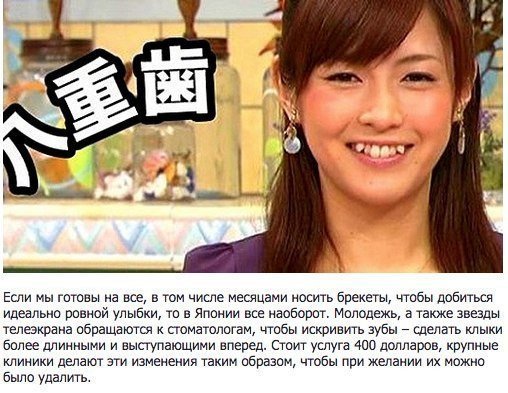 八重歯
Если мы готовы на все, в том числе месяцами носить брекеты, чтобы добиться
идеально ровной улыбки, то в Японии все наоборот. Молодежь, а также звезды
телеэкрана обращаются к стоматологам, чтобы искривить зубы – сделать клыки
более длинными и выступающими вперед. Стоит услуга 400 долларов, крупные
клиники делают эти изменения таким образом, чтобы при желании их можно
было удалить.